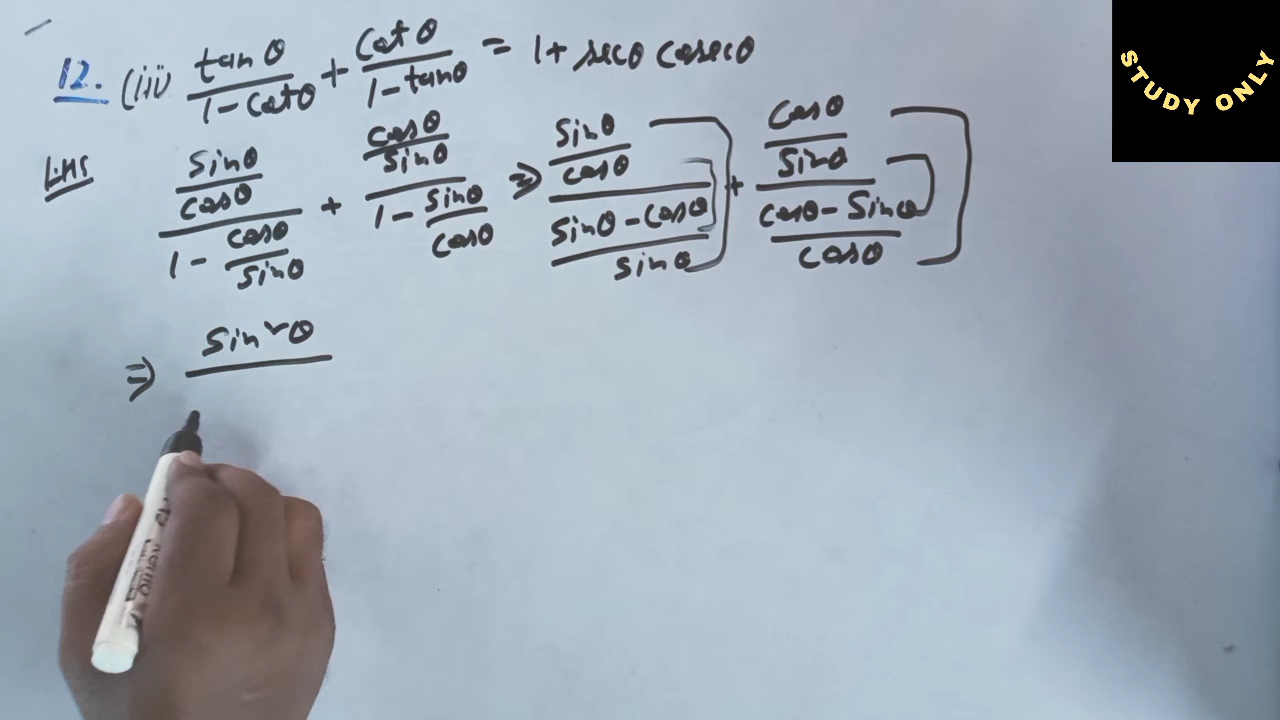 12. (iii) tanθ/(1-cotθ) + cotθ/(1-tanθ) = 1+ secθ cosecθ
STUDY ONLY
LHS (sinθ/cosθ)/(1 - cosθ/sinθ) + (cosθ/sinθ)/(1 - sinθ/cosθ) ⇒ (sinθ/cosθ)/((sinθ - cosθ)/sinθ) + (cosθ/sinθ)/((cosθ - sinθ)/cosθ)
⇒ sin²θ